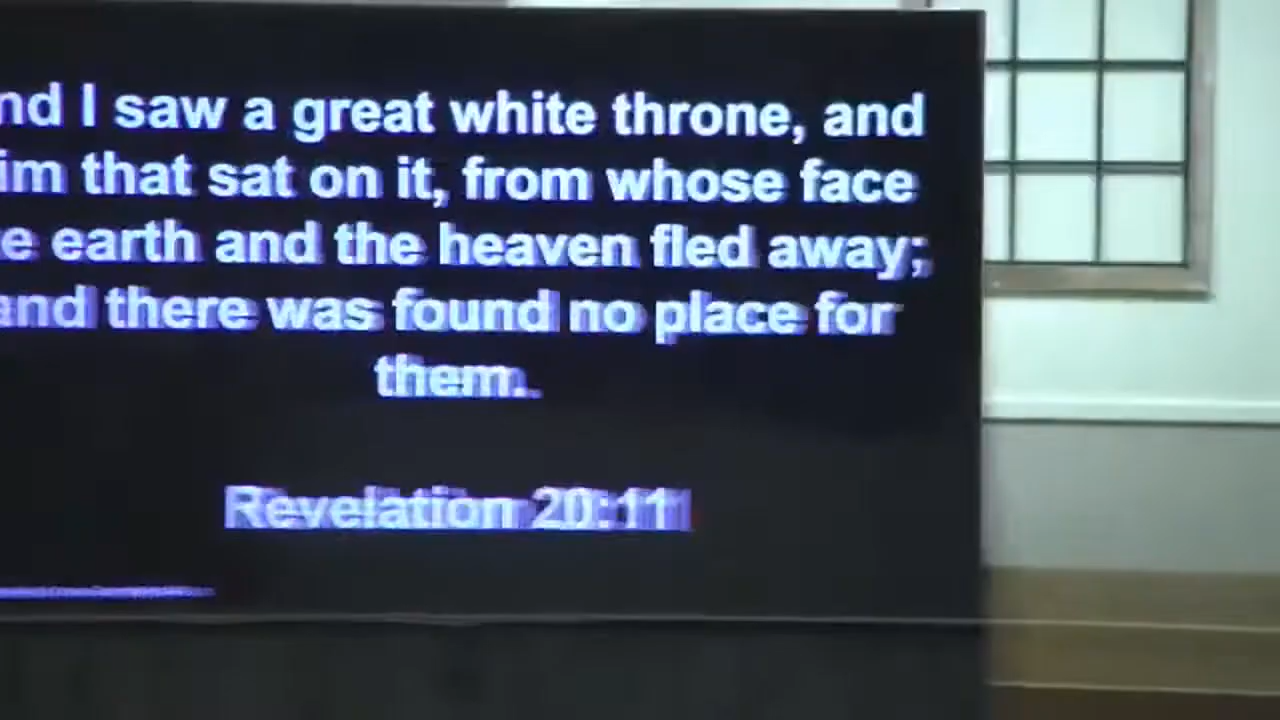 nd I saw a great white throne, and
im that sat on it, from whose face
e earth and the heaven fled away;
and there was found no place for
them.
Revelation 20:11